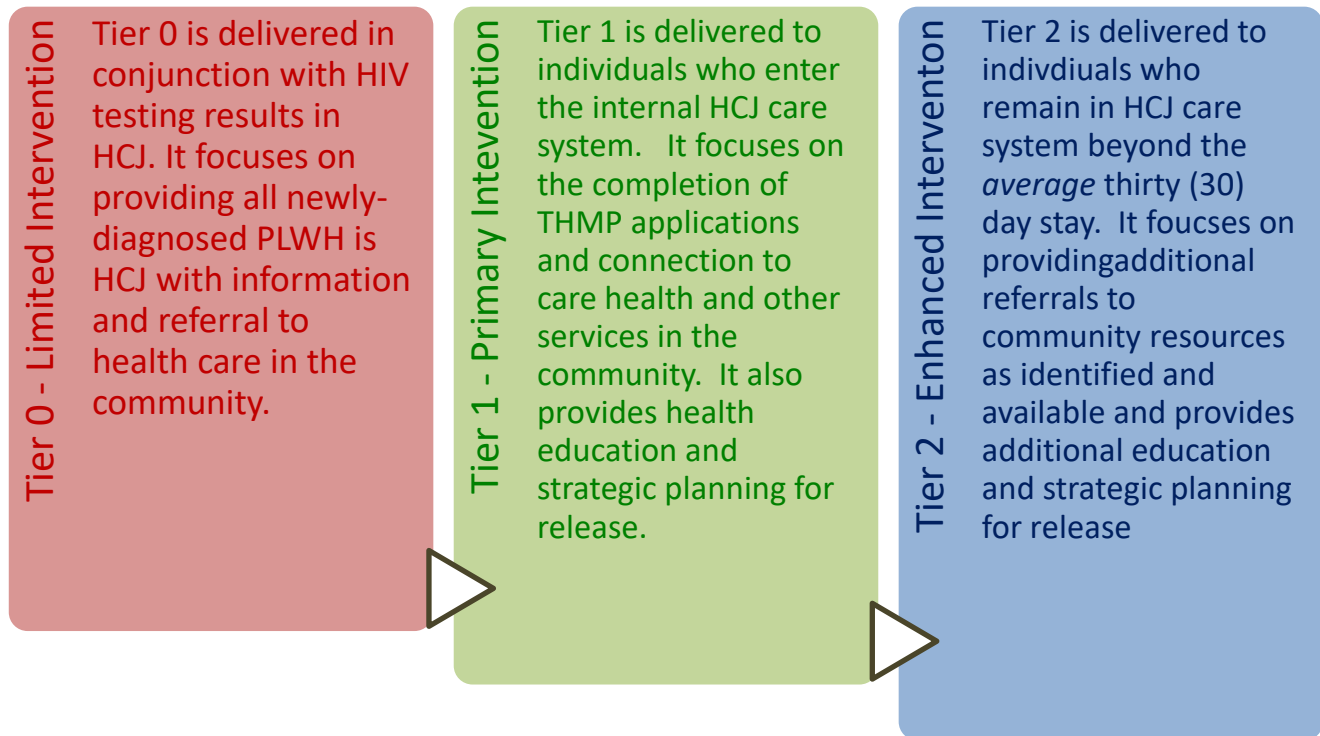 Tier 0 - Limited Intervention
Tier 0 is delivered in
conjunction with HIV
testing results in
HCJ. It focuses on
providing all newly-
diagnosed PLWH is
HCJ with information
and referral to
health care in the
community.
Tier 1 - Primary Intevention
Tier 1 is delivered to
individuals who enter
the internal HCJ care
system.   It focuses on
the completion of
THMP applications
and connection to
care health and other
services in the
community.  It also
provides health
education and
strategic planning for
release.
Tier 2 - Enhanced Interventon
Tier 2 is delivered to
indivdiuals who
remain in HCJ care
system beyond the
average thirty (30)
day stay.  It foucses on
providingadditional
referrals to
community resources
as identified and
available and provides
additional education
and strategic planning
for release